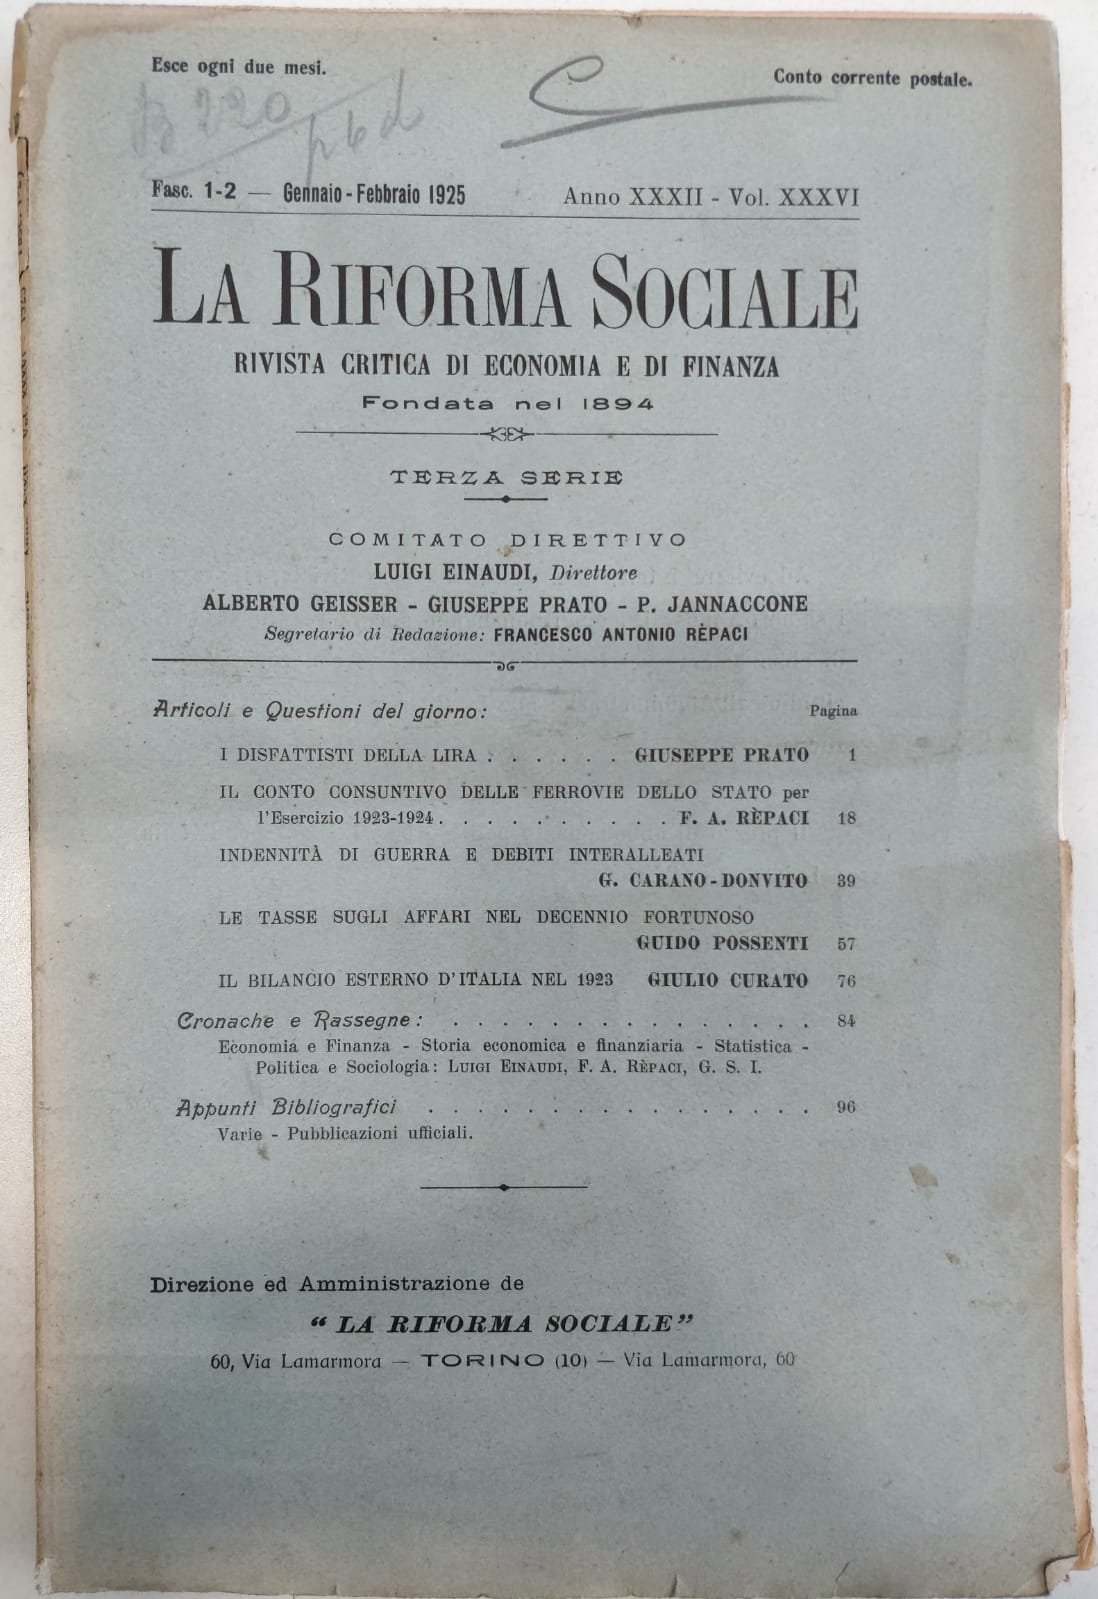 Esce ogni due mesi.
Conto corrente postale.
Fasc. 1-2 — Gennaio-Febbraio 1925
Anno XXXII - Vol. XXXVI
LA RIFORMA SOCIALE
RIVISTA CRITICA DI ECONOMIA E DI FINANZA
Fondata nel 1894
TERZA SERIE
COMITATO DIRETTIVO
LUIGI EINAUDI, Direttore
ALBERTO GEISSER - GIUSEPPE PRATO - P. JANNACCONE
Segretario di Redazione: FRANCESCO ANTONIO RÈPACI
Articoli e Questioni del giorno: Pagina
I DISFATTISTI DELLA LIRA . . . . . . GIUSEPPE PRATO 1
IL CONTO CONSUNTIVO DELLE FERROVIE DELLO STATO per
l'Esercizio 1923-1924 . . . . . . . . . . F. A. RÈPACI 18
INDENNITÀ DI GUERRA E DEBITI INTERALLEATI
G. CARANO-DONVITO 39
LE TASSE SUGLI AFFARI NEL DECENNIO FORTUNOSO
GUIDO POSSENTI 57
IL BILANCIO ESTERNO D'ITALIA NEL 1923 GIULIO CURATO 76
Cronache e Rassegne: . . . . . . . . . . . . . . . 84
Economia e Finanza - Storia economica e finanziaria - Statistica -
Politica e Sociologia: LUIGI EINAUDI, F. A. RÈPACI, G. S. I.
Appunti Bibliografici . . . . . . . . . . . . . . . . 96
Varie - Pubblicazioni ufficiali.
Direzione ed Amministrazione de
“ LA RIFORMA SOCIALE ”
60, Via Lamarmora — TORINO (10) — Via Lamarmora, 60